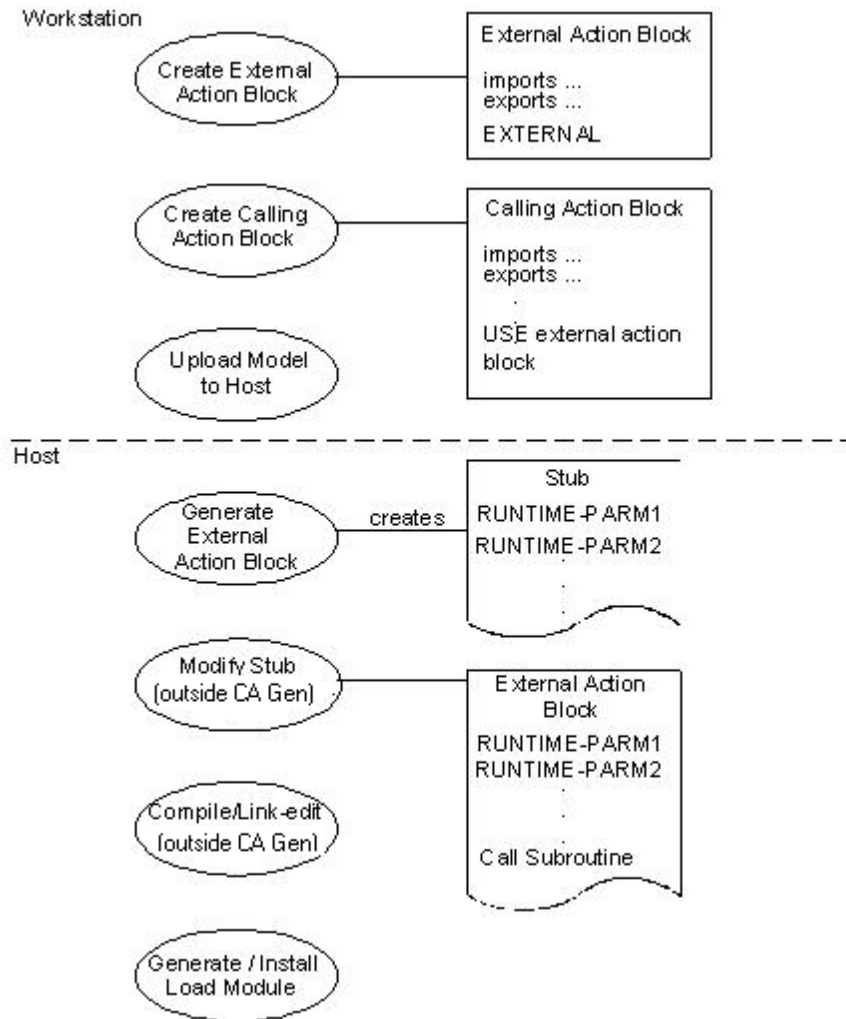 Workstation
Create External
Action Block
External Action Block
imports ...
exports ...
EXTERNAL
Create Calling
Action Block
Calling Action Block
imports ...
exports ...
USE external action
block
Upload Model
to Host
Host
Generate
External
Action Block
creates
Stub
RUNTIME-PARM1
RUNTIME-PARM2
Modify Stub
(outside CA Gen)
External Action
Block
RUNTIME-PARM1
RUNTIME-PARM2
Call Subroutine
Compile/Link-edit
(outside CA Gen)
Generate / Install
Load Module